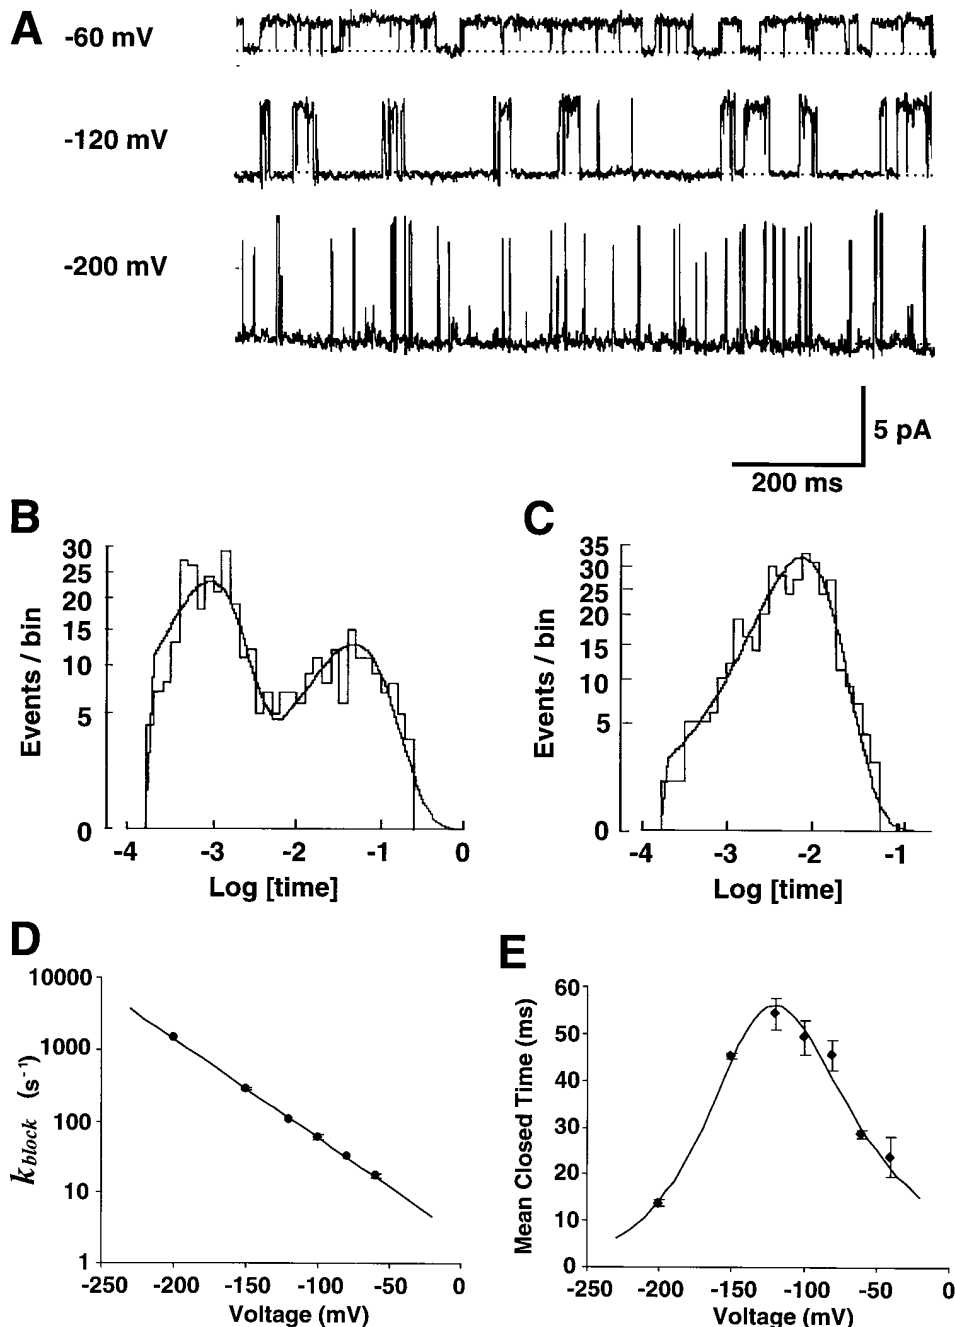 A
-60 mV
-120 mV
-200 mV
5 pA
200 ms
B
30
25
20
15
10
5
0
Events / bin
-4 -3 -2 -1 0
Log [time]
C
35
30
25
20
15
10
5
0
Events / bin
-4 -3 -2 -1
Log [time]
D
10000
1000
100
10
1
k block (s-1)
-250 -200 -150 -100 -50 0
Voltage (mV)
E
60
50
40
30
20
10
0
Mean Closed Time (ms)
-250 -200 -150 -100 -50 0
Voltage (mV)